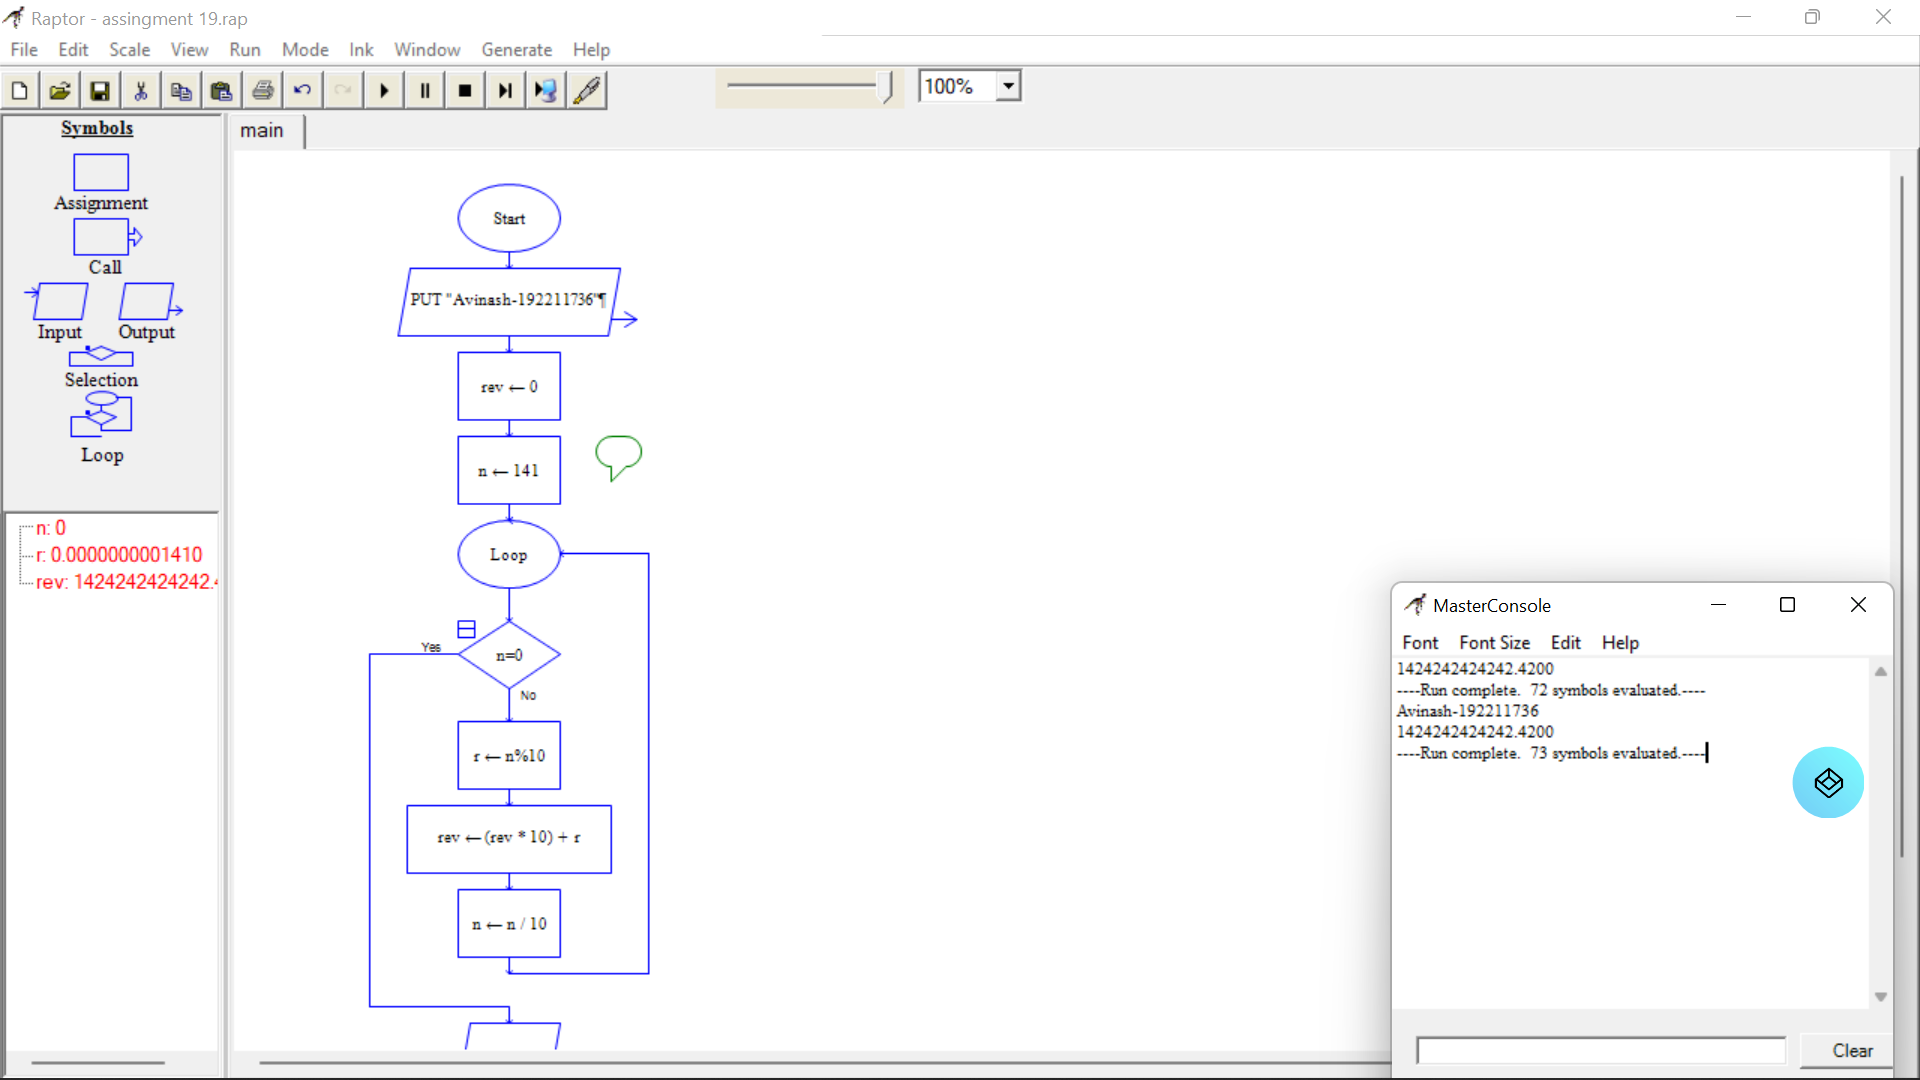 Raptor - assingment 19.rap
File Edit Scale View Run Mode Ink Window Generate Help
100%
Symbols
Assignment
Call
Input Output
Selection
Loop
n: 0
r: 0.0000000001410
rev: 1424242424242.4
main
Start
PUT "Avinash-192211736"¶
rev ← 0
n ← 141
Loop
Yes
n=0
No
r ← n%10
rev ← (rev * 10) + r
n ← n / 10
MasterConsole
Font Font Size Edit Help
1424242424242.4200
----Run complete. 72 symbols evaluated.----
Avinash-192211736
1424242424242.4200
----Run complete. 73 symbols evaluated.----
Clear